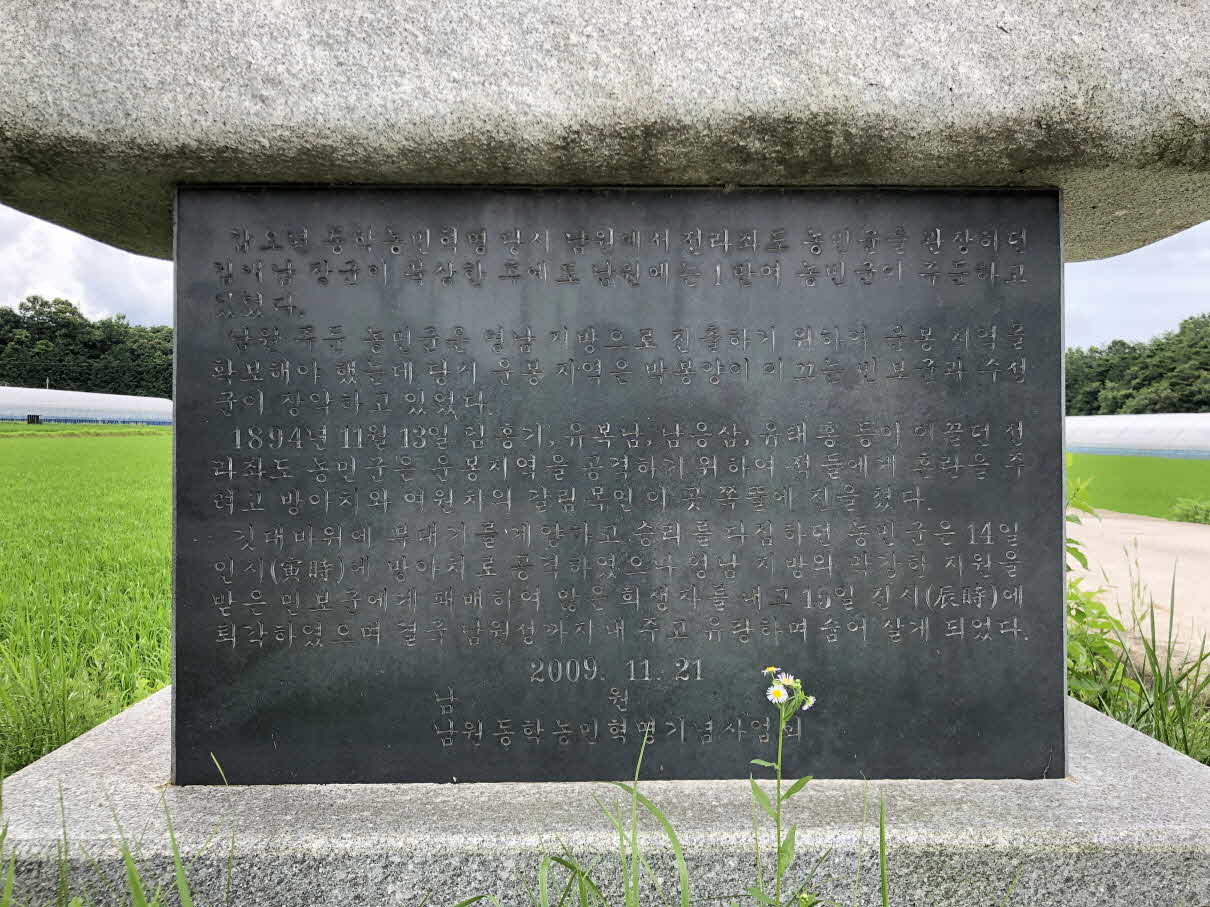 갑오년 동학농민혁명 당시 남원에서 전라좌도 농민군을 관장하던
김개남 장군이 북상한 후에도 남원에는 1만여 농민군이 주둔하고
있었다.
남원 주둔 농민군은 영남 지방으로 진출하기 위하여 운봉 지역을
확보해야 했는데 당시 운봉 지역은 박봉양이 이끄는 민보군과 수성
군이 장악하고 있었다.
1894년 11월 13일 김홍기, 유복남, 남응삼, 유태홍 등이 이끌던 전
라좌도 농민군은 운봉지역을 공격하기 위하여 적들에게 혼란을 주
려고 방아치와 여원치의 갈림목인 이 곳 쪽뜰에 진을 쳤다.
깃대바위에 부대기를 게양하고 승리를 다짐하던 농민군은 14일
인시(寅時)에 방아치로 공격하였으나 영남 지방의 막강한 지원을
받은 민보군에게 패배하여 많은 희생자를 내고 15일 진시(辰時)에
퇴각하였으며 결국 남원성까지 내 주고 유랑하며 숨어 살게 되었다.
2009. 11. 21
남 원
남원동학농민혁명기념사업회